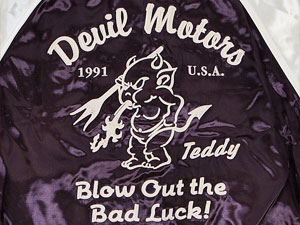 Devil Motors
1991 U.S.A.
Teddy
Blow Out the
Bad Luck!